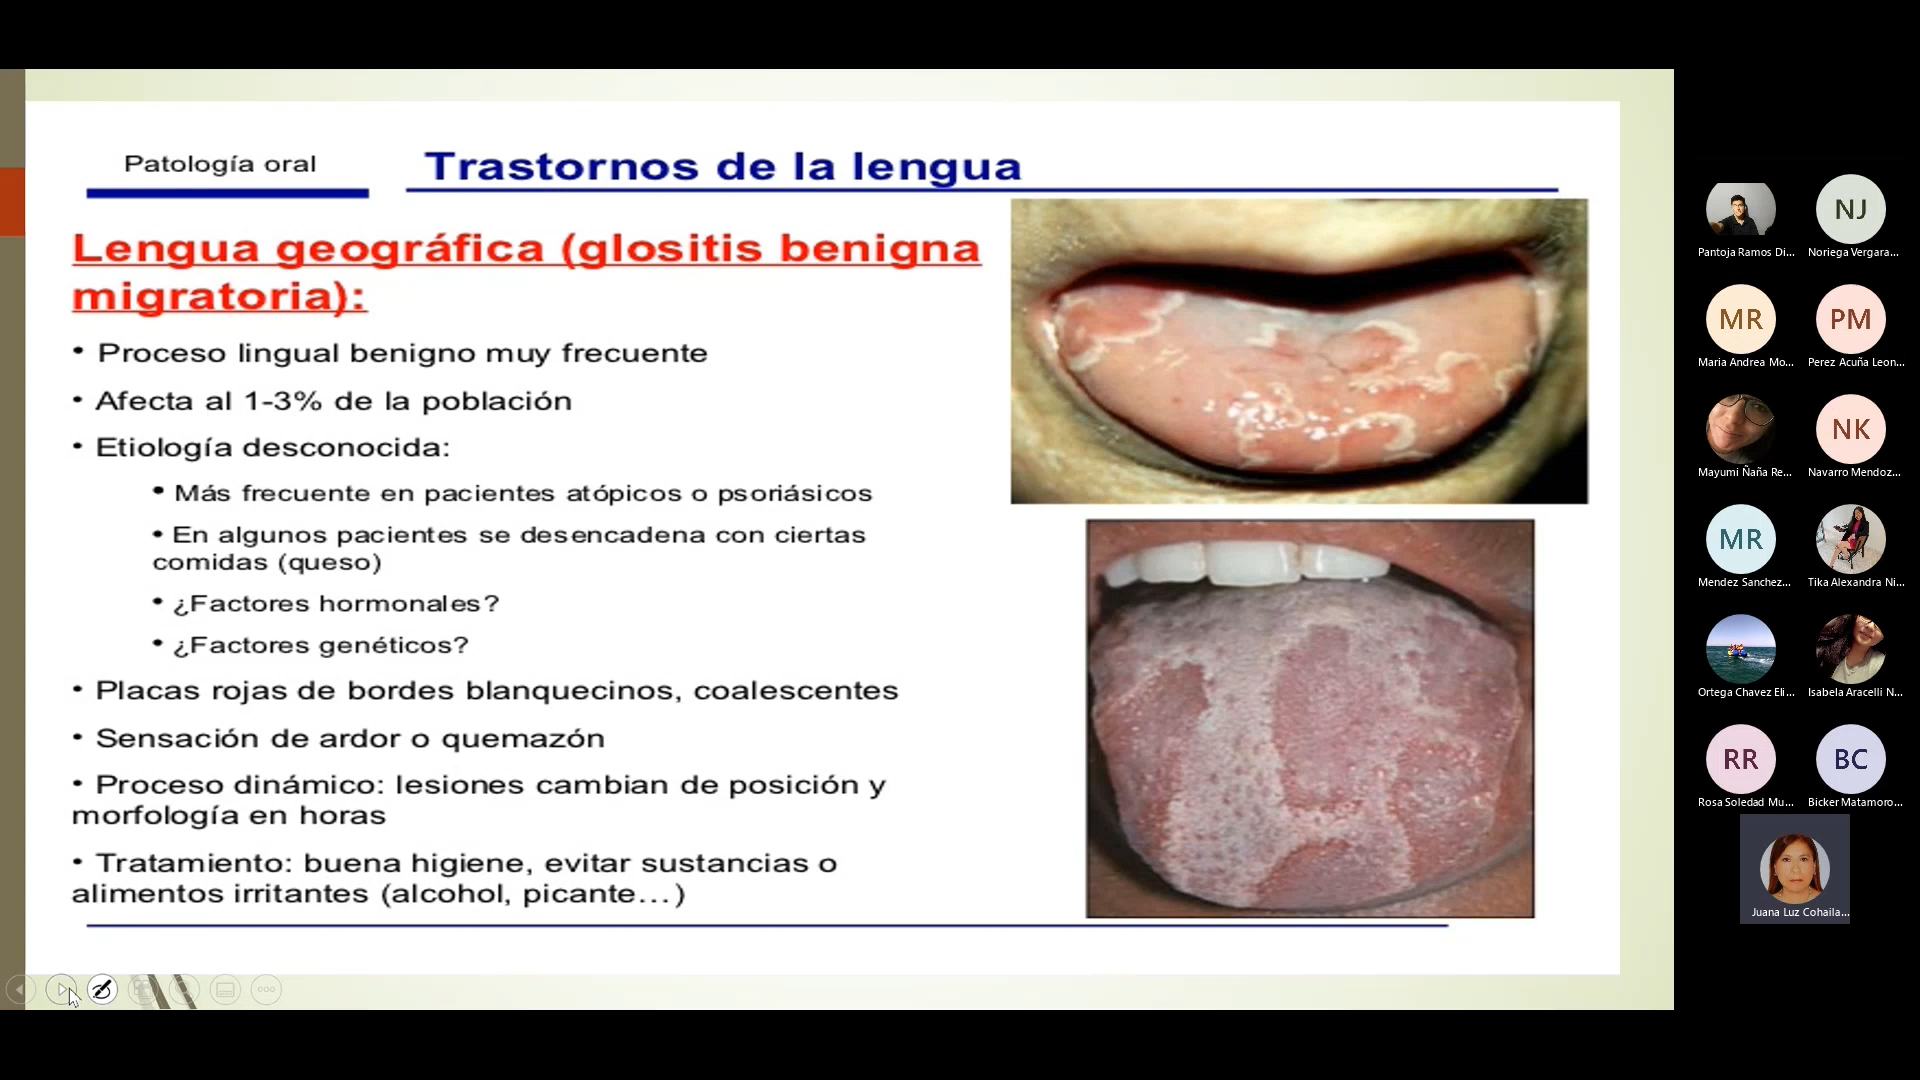 Patología oral
Trastornos de la lengua
Lengua geográfica (glositis benigna
migratoria):
• Proceso lingual benigno muy frecuente
• Afecta al 1-3% de la población
• Etiología desconocida:
• Más frecuente en pacientes atópicos o psoriásicos
• En algunos pacientes se desencadena con ciertas
comidas (queso)
• ¿Factores hormonales?
• ¿Factores genéticos?
• Placas rojas de bordes blanquecinos, coalescentes
• Sensación de ardor o quemazón
• Proceso dinámico: lesiones cambian de posición y
morfología en horas
• Tratamiento: buena higiene, evitar sustancias o
alimentos irritantes (alcohol, picante...)
Pantoja Ramos Di...
NJ
Noriega Vergara...
MR
Maria Andrea Mo...
PM
Perez Acuña Leon...
Mayumi Ñaña Re...
NK
Navarro Mendoz...
MR
Mendez Sanchez...
Tika Alexandra Ni...
Ortega Chavez Eli...
Isabela Aracelli N...
RR
Rosa Soledad Mu...
BC
Bicker Matamoro...
Juana Luz Cohaila...